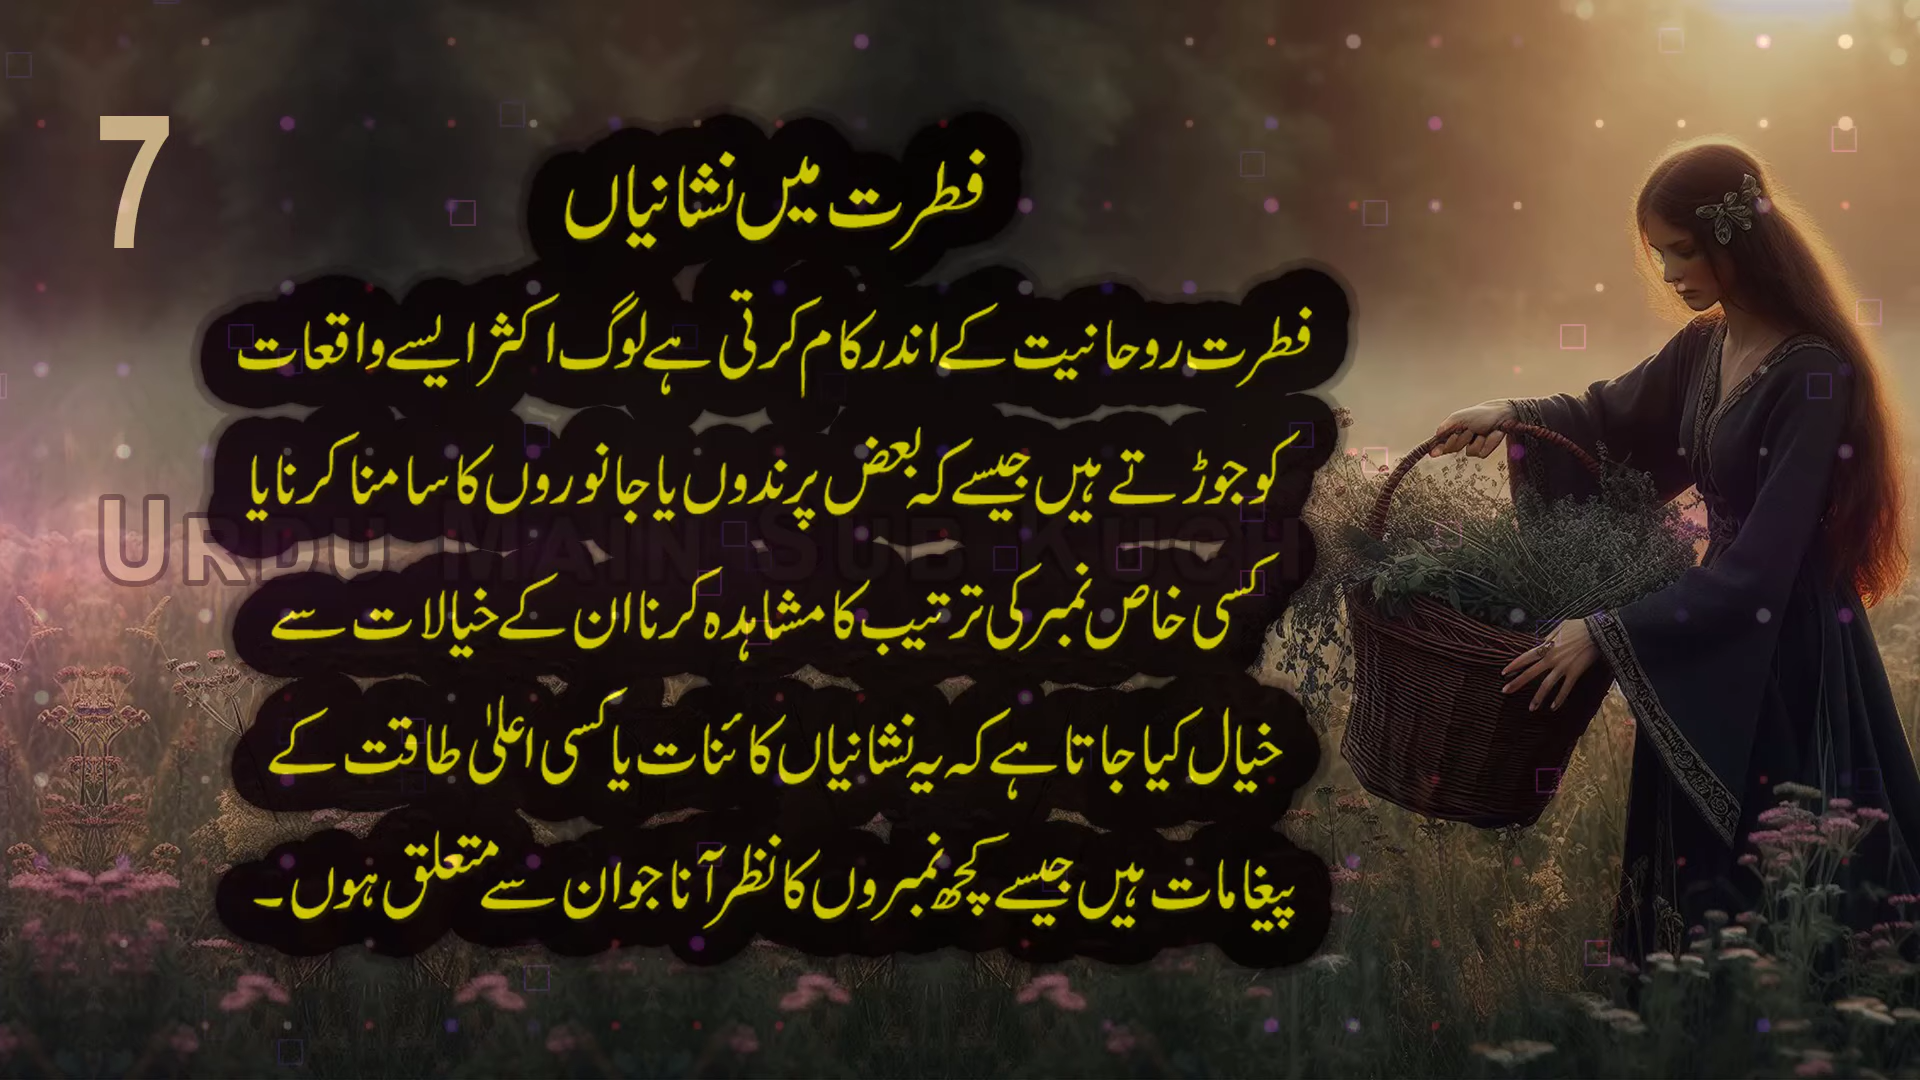 7
فطرت میں نشانیاں
فطرت روحانیت کے اندر کام کرتی ہے لوگ اکثر ایسے واقعات
کو جوڑتے ہیں جیسے کہ بعض پرندوں یا جانوروں کا سامنا کرنا یا
Urdu Main Sub Kuch
کسی خاص نمبر کی ترتیب کا مشاہدہ کرنا ان کے خیالات سے
خیال کیا جاتا ہے کہ یہ نشانیاں کائنات یا کسی اعلیٰ طاقت کے
پیغامات ہیں جیسے کچھ نمبروں کا نظر آنا جو ان سے متعلق ہوں۔